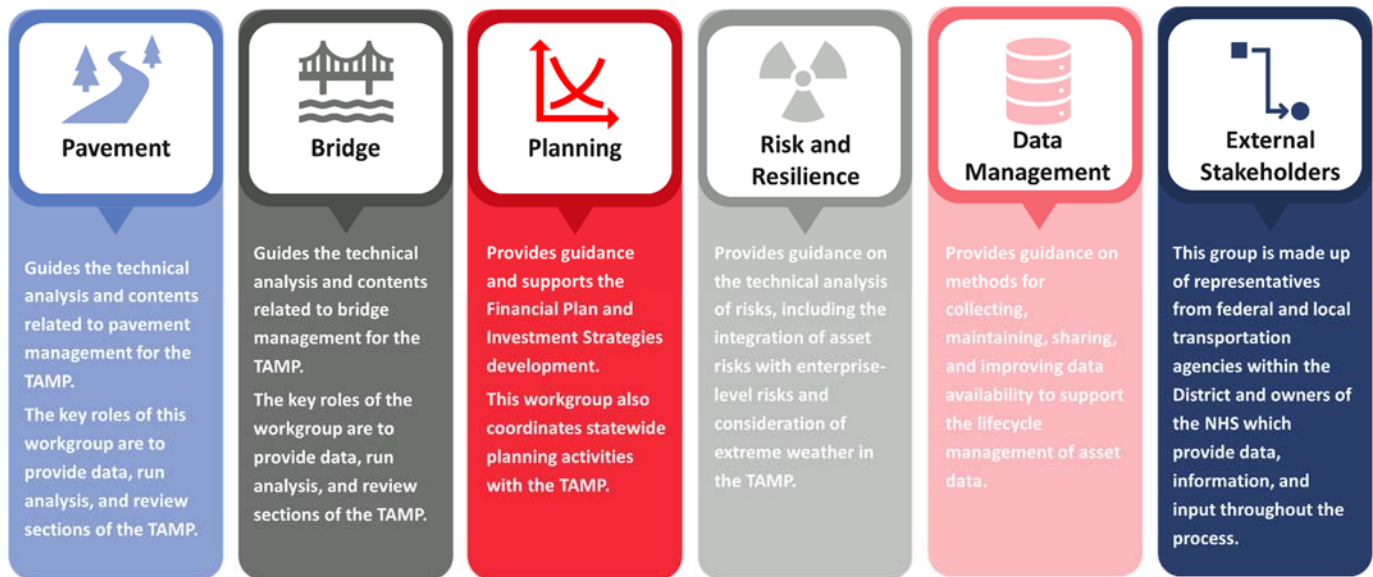 Pavement
Guides the technical
analysis and contents
related to pavement
management for the
TAMP.
The key roles of this
workgroup are to
provide data, run
analysis, and review
sections of the TAMP.
Bridge
Guides the technical
analysis and contents
related to bridge
management for the
TAMP.
The key roles of the
workgroup are to
provide data, run
analysis, and review
sections of the TAMP.
Planning
Provides guidance
and supports the
Financial Plan and
Investment Strategies
development.
This workgroup also
coordinates statewide
planning activities
with the TAMP.
Risk and
Resilience
Provides guidance on
the technical analysis
of risks, including the
integration of asset
risks with enterprise-
level risks and
consideration of
extreme weather in
the TAMP.
Data
Management
Provides guidance on
methods for
collecting,
maintaining, sharing,
and improving data
availability to support
the lifecycle
management of asset
data.
External
Stakeholders
This group is made up
of representatives
from federal and local
transportation
agencies within the
District and owners of
the NHS which
provide data,
information, and
input throughout the
process.